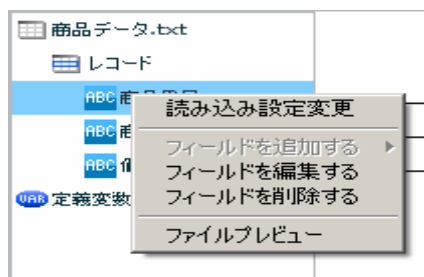 商品データ.txt
レコード
ABC
読み込み設定変更
ABC
フィールドを追加する
ABC
フィールドを編集する
フィールドを削除する
VAR 定義変数
ファイルプレビュー